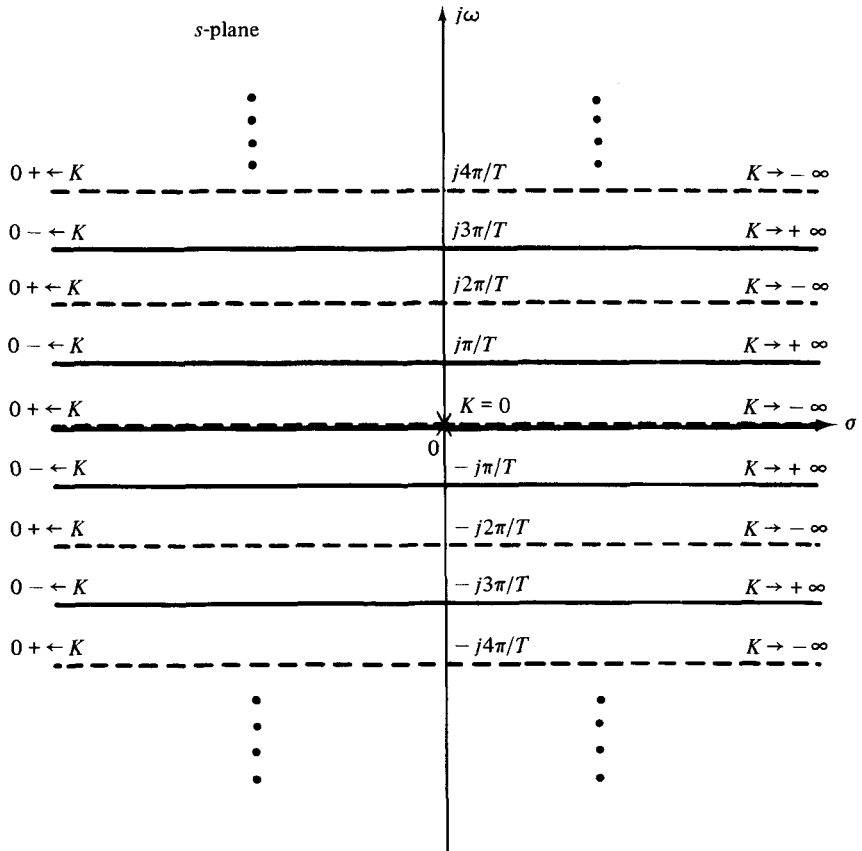 jω
s-plane
0 + ← K j4π/T K → − ∞
0 − ← K j3π/T K → + ∞
0 + ← K j2π/T K → − ∞
0 − ← K jπ/T K → + ∞
0 + ← K K = 0 K → − ∞
σ
0
0 − ← K − jπ/T K → + ∞
0 + ← K − j2π/T K → − ∞
0 − ← K − j3π/T K → + ∞
0 + ← K − j4π/T K → − ∞